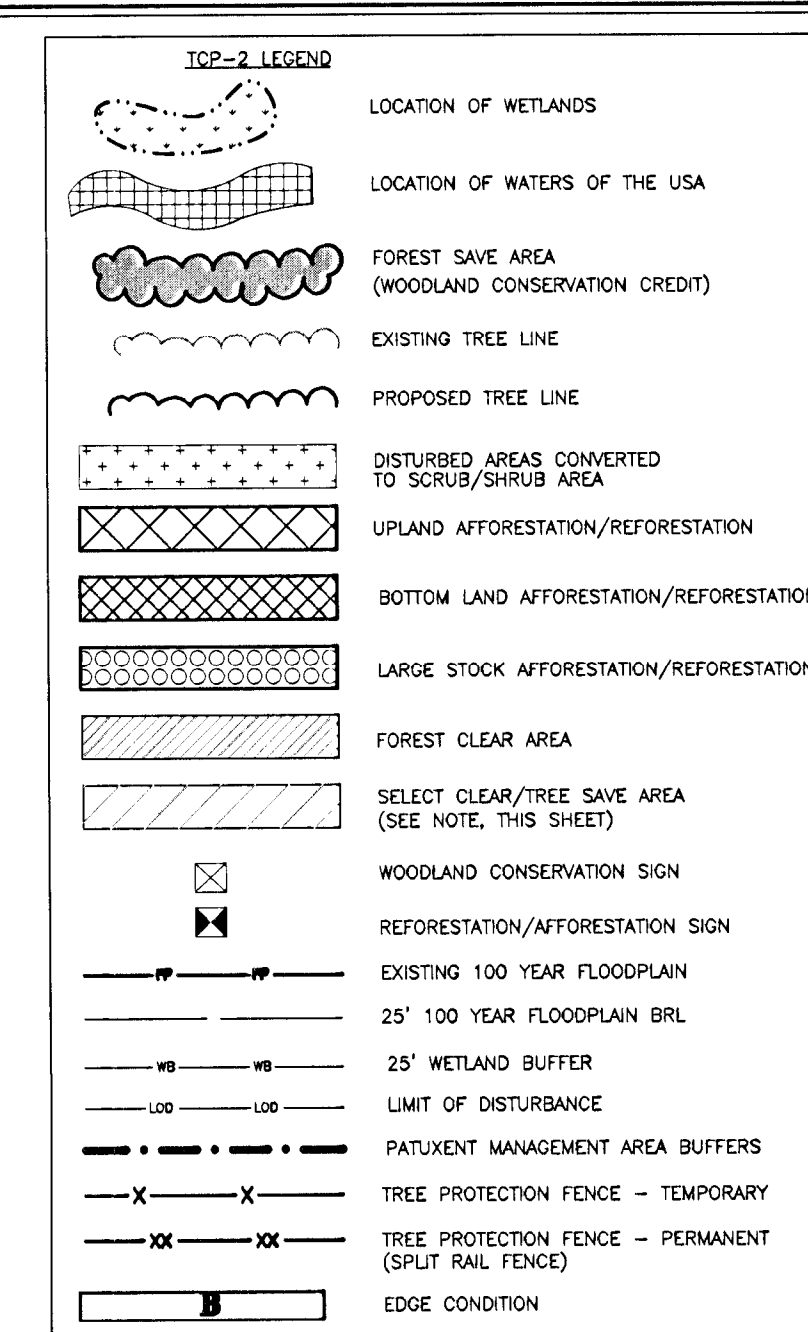 TCP-2 LEGEND
LOCATION OF WETLANDS
LOCATION OF WATERS OF THE USA
FOREST SAVE AREA
(WOODLAND CONSERVATION CREDIT)
EXISTING TREE LINE
PROPOSED TREE LINE
DISTURBED AREAS CONVERTED
TO SCRUB/SHRUB AREA
UPLAND AFFORESTATION/REFORESTATION
BOTTOM LAND AFFORESTATION/REFORESTATION
LARGE STOCK AFFORESTATION/REFORESTATION
FOREST CLEAR AREA
SELECT CLEAR/TREE SAVE AREA
(SEE NOTE, THIS SHEET)
WOODLAND CONSERVATION SIGN
REFORESTATION/AFFORESTATION SIGN
FP FP EXISTING 100 YEAR FLOODPLAIN
25' 100 YEAR FLOODPLAIN BRL
WB WB 25' WETLAND BUFFER
LOD LOD LIMIT OF DISTURBANCE
PATUXENT MANAGEMENT AREA BUFFERS
X X TREE PROTECTION FENCE - TEMPORARY
XX XX TREE PROTECTION FENCE - PERMANENT
(SPLIT RAIL FENCE)
B EDGE CONDITION